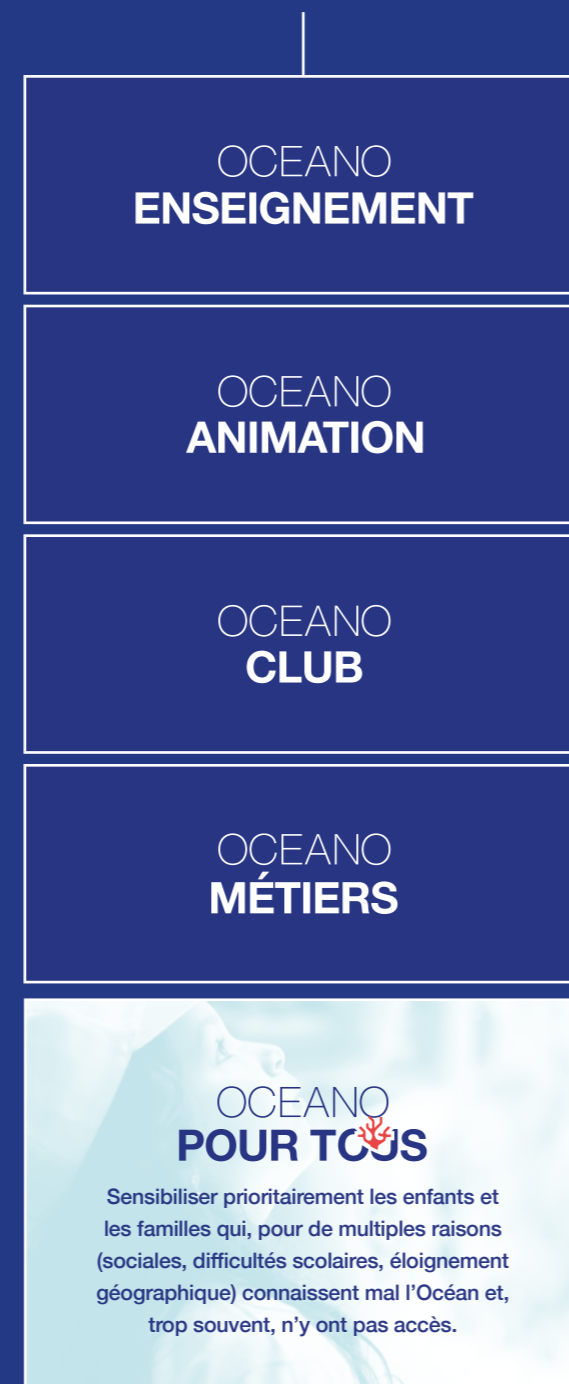 OCEANO
ENSEIGNEMENT
OCEANO
ANIMATION
OCEANO
CLUB
OCEANO
MÉTIERS
OCEANO
POUR TOUS
Sensibiliser prioritairement les enfants et
les familles qui, pour de multiples raisons
(sociales, difficultés scolaires, éloignement
géographique) connaissent mal l’Océan et,
trop souvent, n’y ont pas accès.